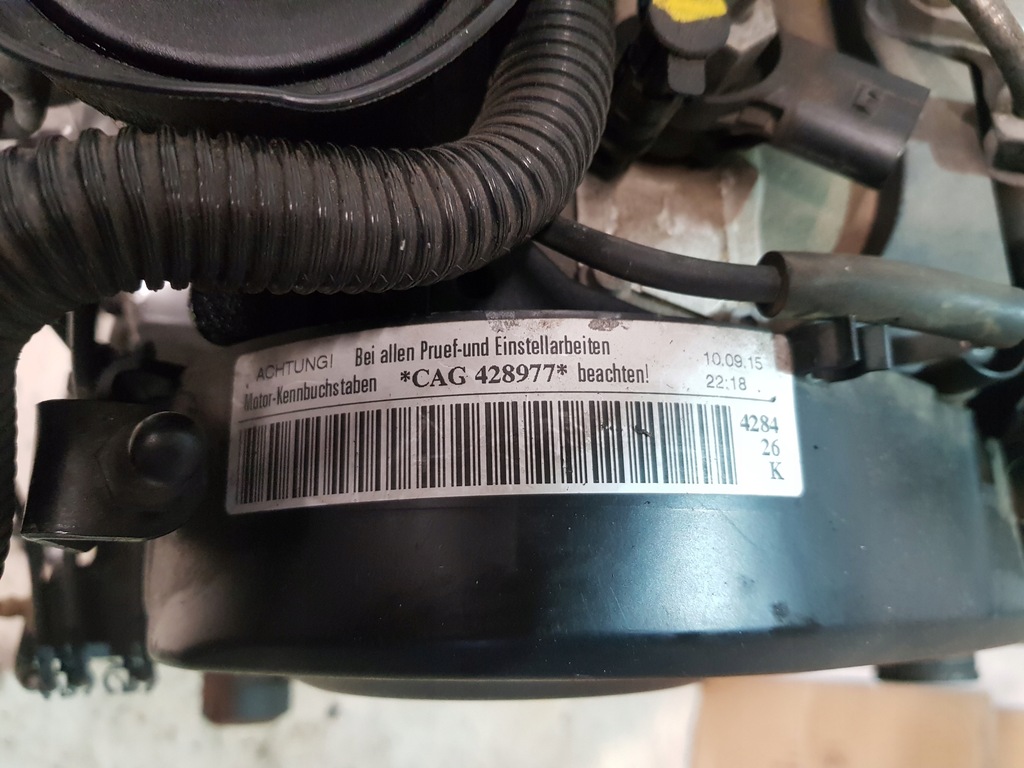 ACHTUNG! Bei allen Pruef-und Einstellarbeiten 10.09.15
Motor-Kennbuchstaben *CAG 428977* beachten! 22:18
4284
26
K